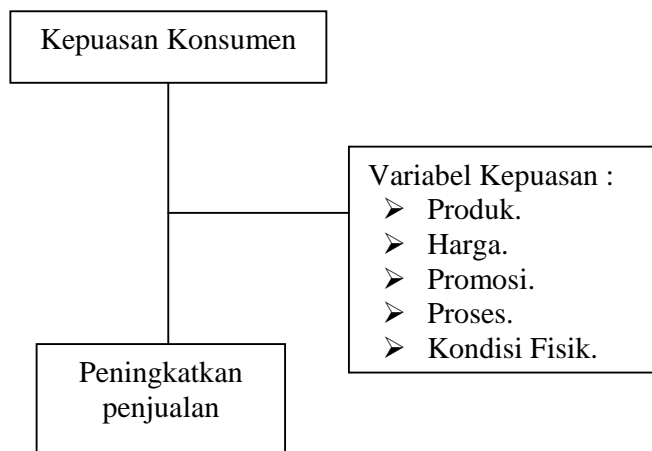 Kepuasan Konsumen
Variabel Kepuasan :
➢ Produk.
➢ Harga.
➢ Promosi.
➢ Proses.
➢ Kondisi Fisik.
Peningkatkan
penjualan